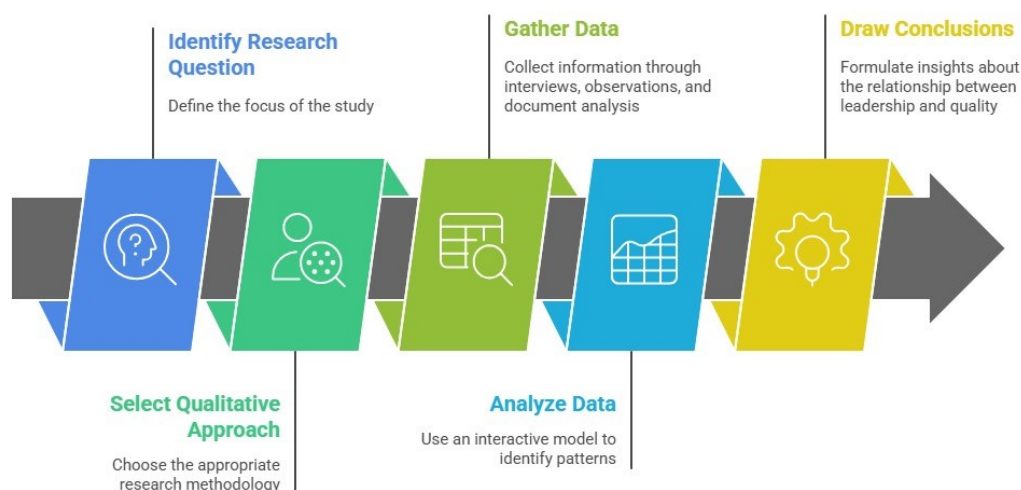 Identify Research
Question
Define the focus of the study
Select Qualitative
Approach
Choose the appropriate
research methodology
Gather Data
Collect information through
interviews, observations, and
document analysis
Analyze Data
Use an interactive model to
identify patterns
Draw Conclusions
Formulate insights about
the relationship between
leadership and quality
?